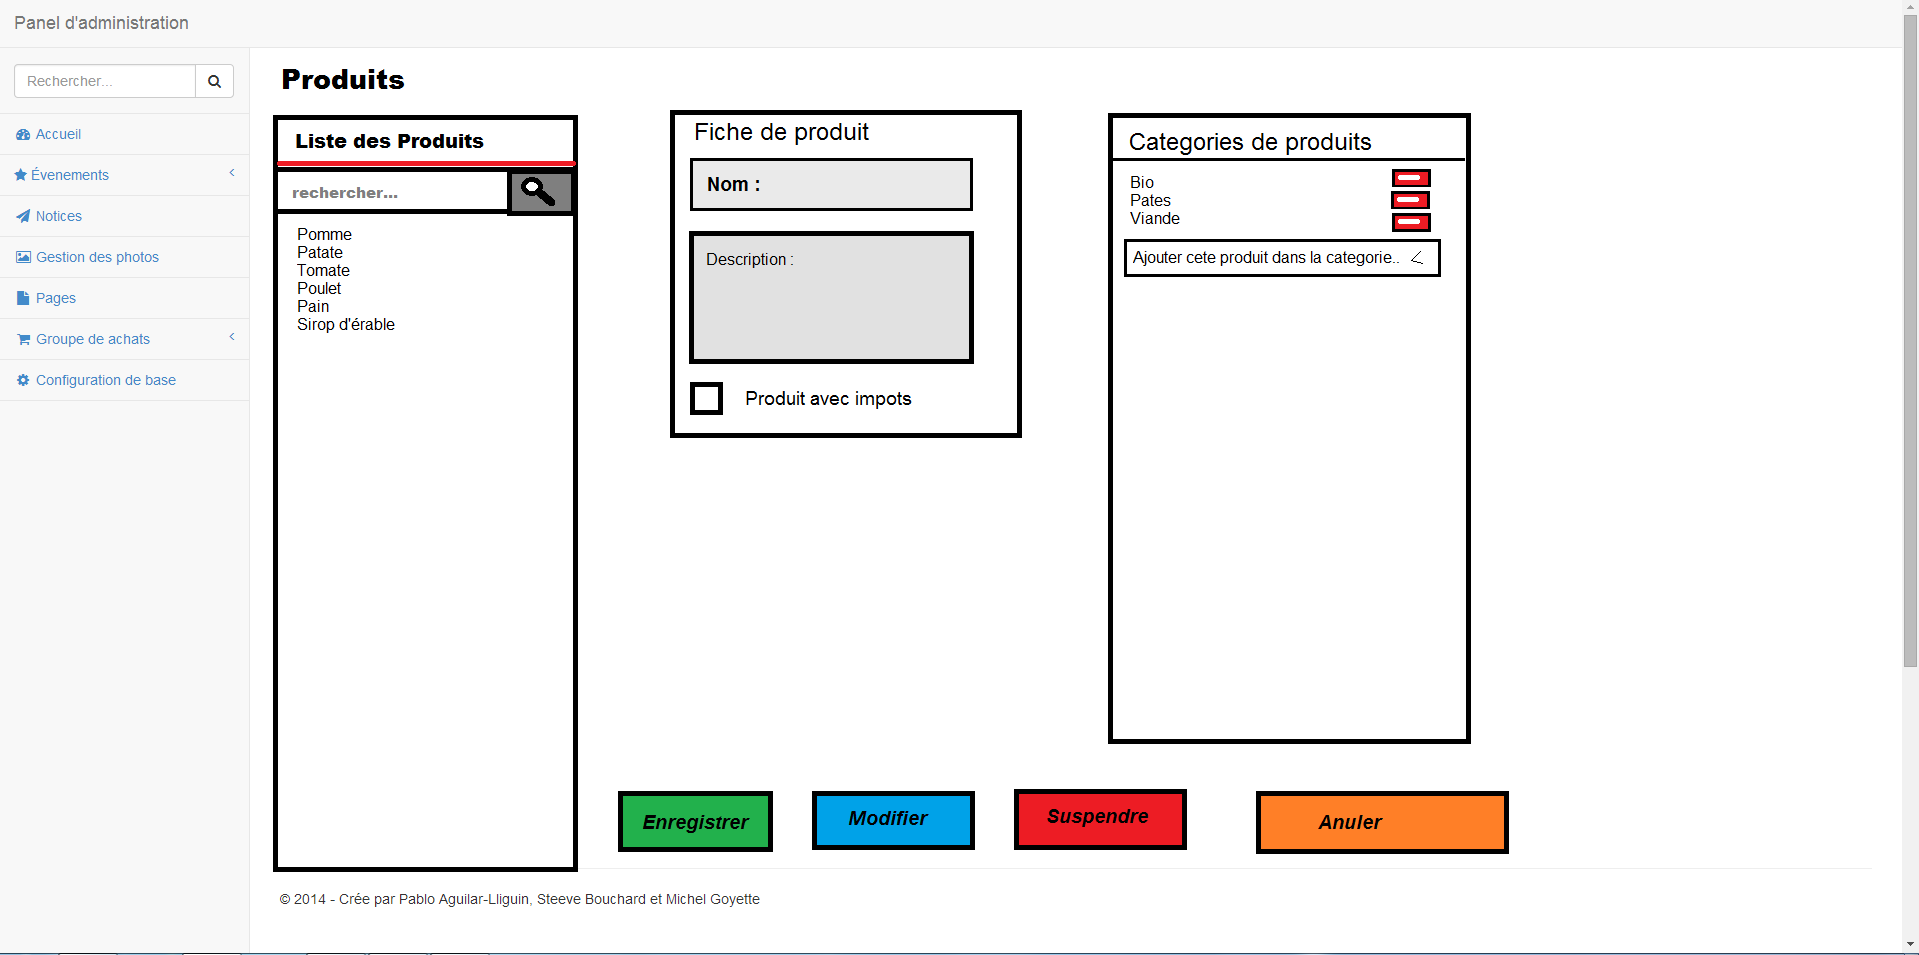 Panel d'administration
Rechercher...
Accueil
Évenements
Notices
Gestion des photos
Pages
Groupe de achats
Configuration de base
Produits
Liste des Produits
rechercher...
Pomme
Patate
Tomate
Poulet
Pain
Sirop d'érable
Fiche de produit
Nom :
Description :
Produit avec impots
Categories de produits
Bio
Pates
Viande
Ajouter cete produit dans la categorie..
Enregistrer
Modifier
Suspendre
Anuler
© 2014 - Crée par Pablo Aguilar-Lliguin, Steeve Bouchard et Michel Goyette